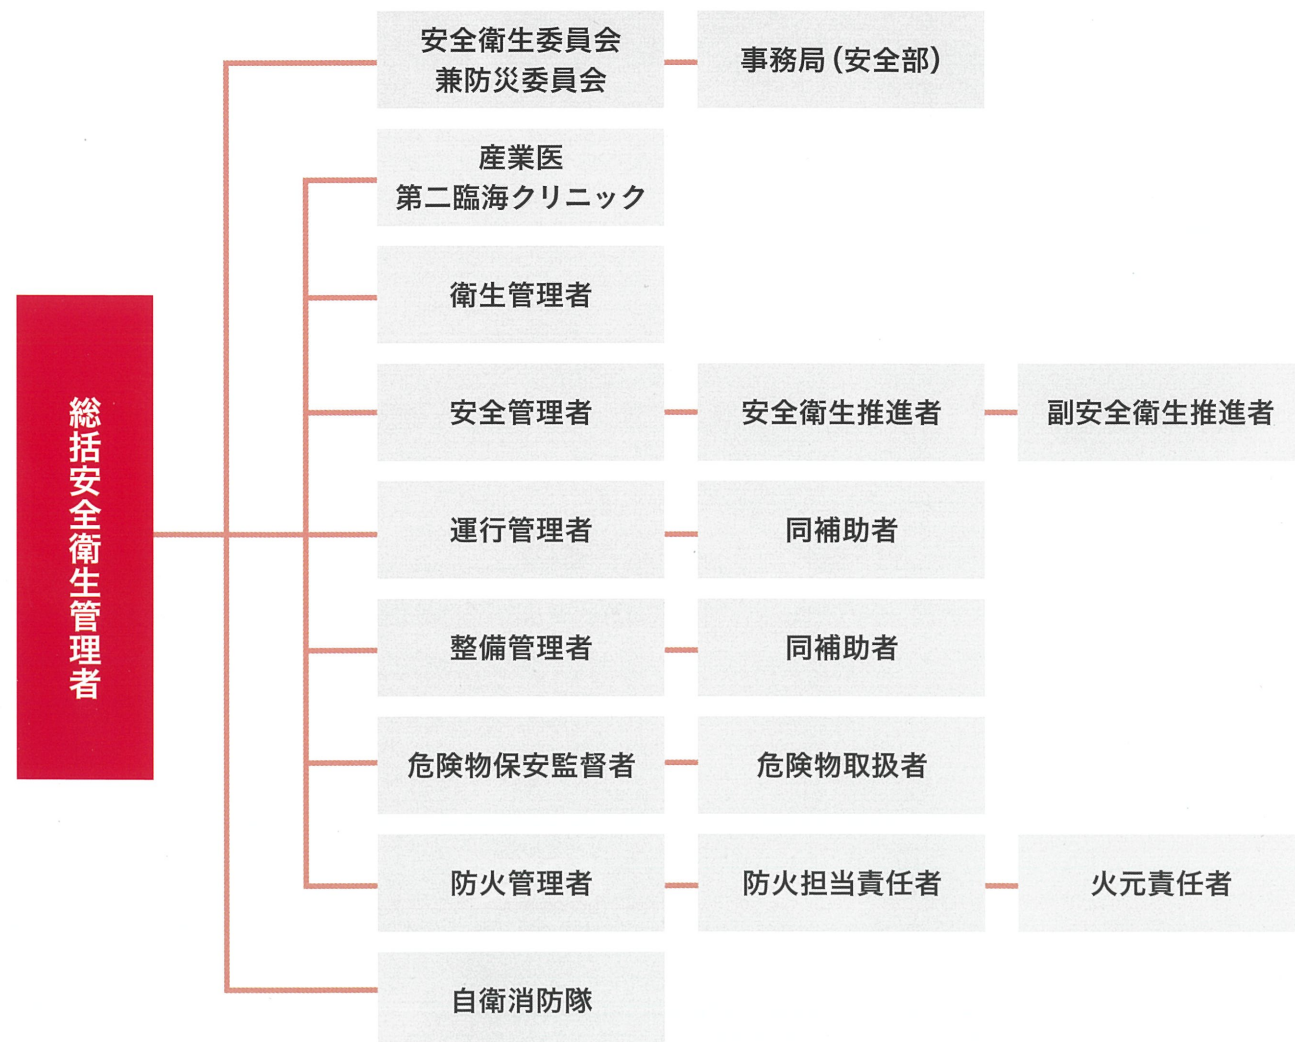 総括安全衛生管理者
安全衛生委員会
兼防災委員会
事務局(安全部)
産業医
第二臨海クリニック
衛生管理者
安全管理者
安全衛生推進者
副安全衛生推進者
運行管理者
同補助者
整備管理者
同補助者
危険物保安監督者
危険物取扱者
防火管理者
防火担当責任者
火元責任者
自衛消防隊